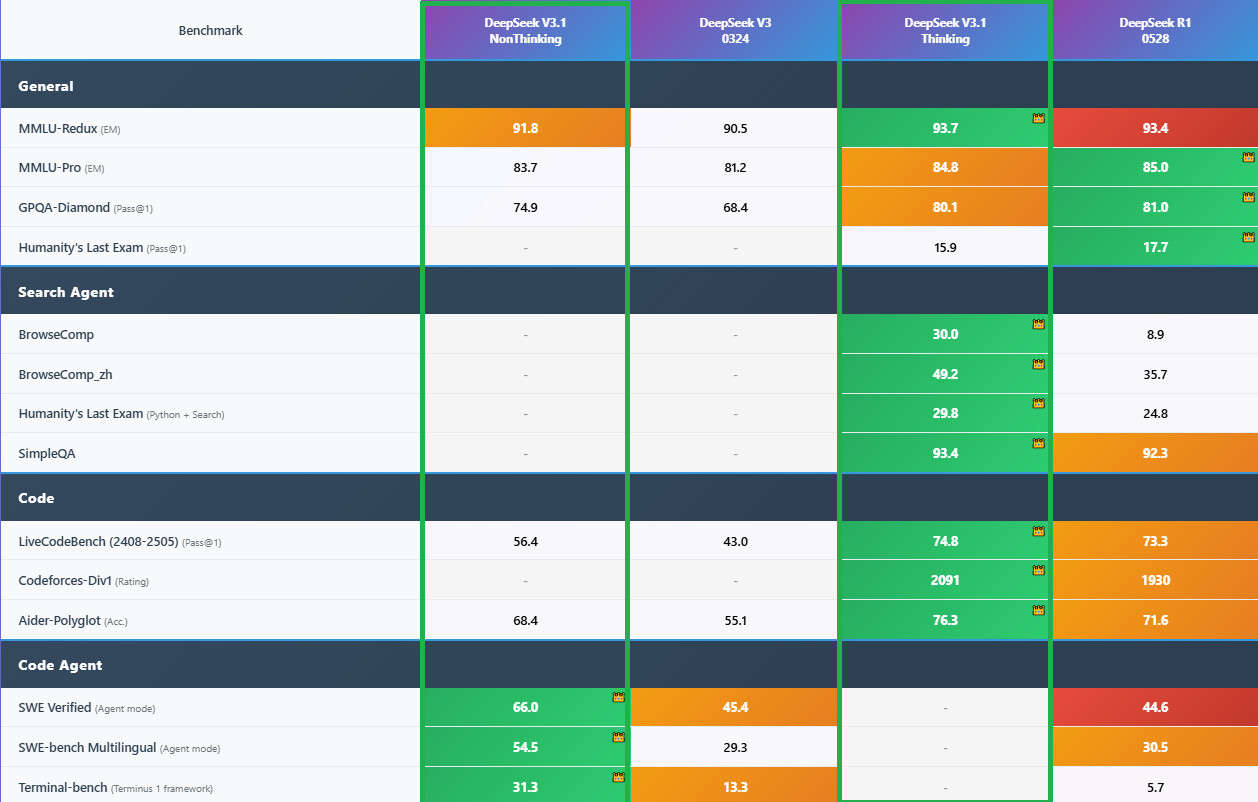 Benchmark DeepSeek V3.1 NonThinking DeepSeek V3 0324 DeepSeek V3.1 Thinking DeepSeek R1 0528
General
MMLU-Redux (EM) 91.8 90.5 93.7 93.4
MMLU-Pro (EM) 83.7 81.2 84.8 85.0
GPQA-Diamond (Pass@1) 74.9 68.4 80.1 81.0
Humanity's Last Exam (Pass@1) - - 15.9 17.7
Search Agent
BrowseComp - - 30.0 8.9
BrowseComp_zh - - 49.2 35.7
Humanity's Last Exam (Python + Search) - - 29.8 24.8
SimpleQA - - 93.4 92.3
Code
LiveCodeBench (2408-2505) (Pass@1) 56.4 43.0 74.8 73.3
Codeforces-Div1 (Rating) - - 2091 1930
Aider-Polyglot (Acc.) 68.4 55.1 76.3 71.6
Code Agent
SWE Verified (Agent mode) 66.0 45.4 - 44.6
SWE-bench Multilingual (Agent mode) 54.5 29.3 - 30.5
Terminal-bench (Terminus 1 framework) 31.3 13.3 - 5.7